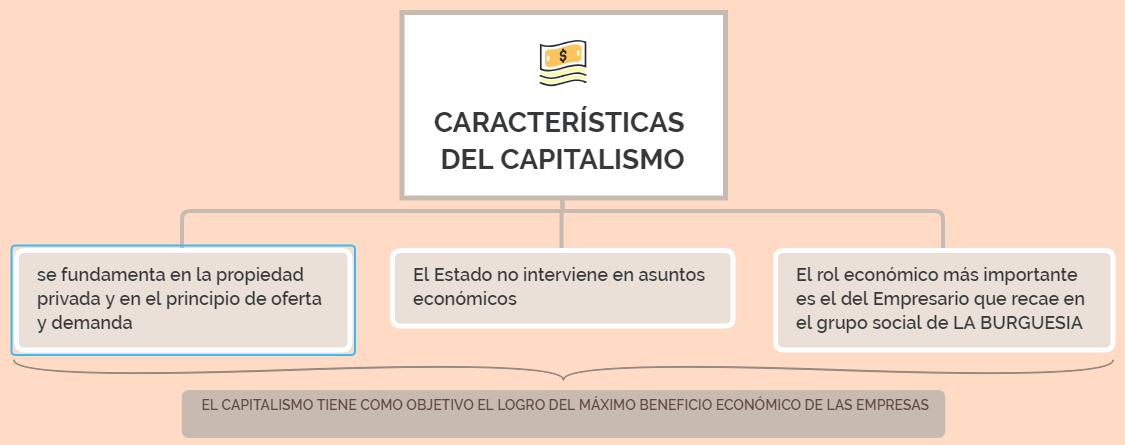 $
CARACTERÍSTICAS
DEL CAPITALISMO
se fundamenta en la propiedad
privada y en el principio de oferta
y demanda
El Estado no interviene en asuntos
económicos
El rol económico más importante
es el del Empresario que recae en
el grupo social de LA BURGUESIA
EL CAPITALISMO TIENE COMO OBJETIVO EL LOGRO DEL MÁXIMO BENEFICIO ECONÓMICO DE LAS EMPRESAS